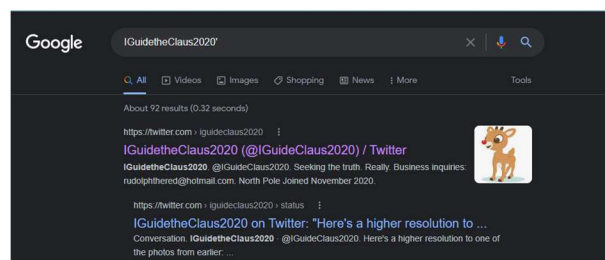 Google
IGuidetheClaus2020'
All Videos Images Shopping News More Tools
About 92 results (0.32 seconds)
https://twitter.com › iguideclaus2020
IGuidetheClaus2020 (@IGuideClaus2020) / Twitter
IGuidetheClaus2020. @IGuideClaus2020. Seeking the truth. Really. Business inquiries:
rudolphthered@hotmail.com. North Pole Joined November 2020.
https://twitter.com › iguideclaus2020 › status
IGuidetheClaus2020 on Twitter: "Here's a higher resolution to ...
Conversation. IGuidetheClaus2020 · @IGuideClaus2020. Here's a higher resolution to one of
the photos from earlier: ...